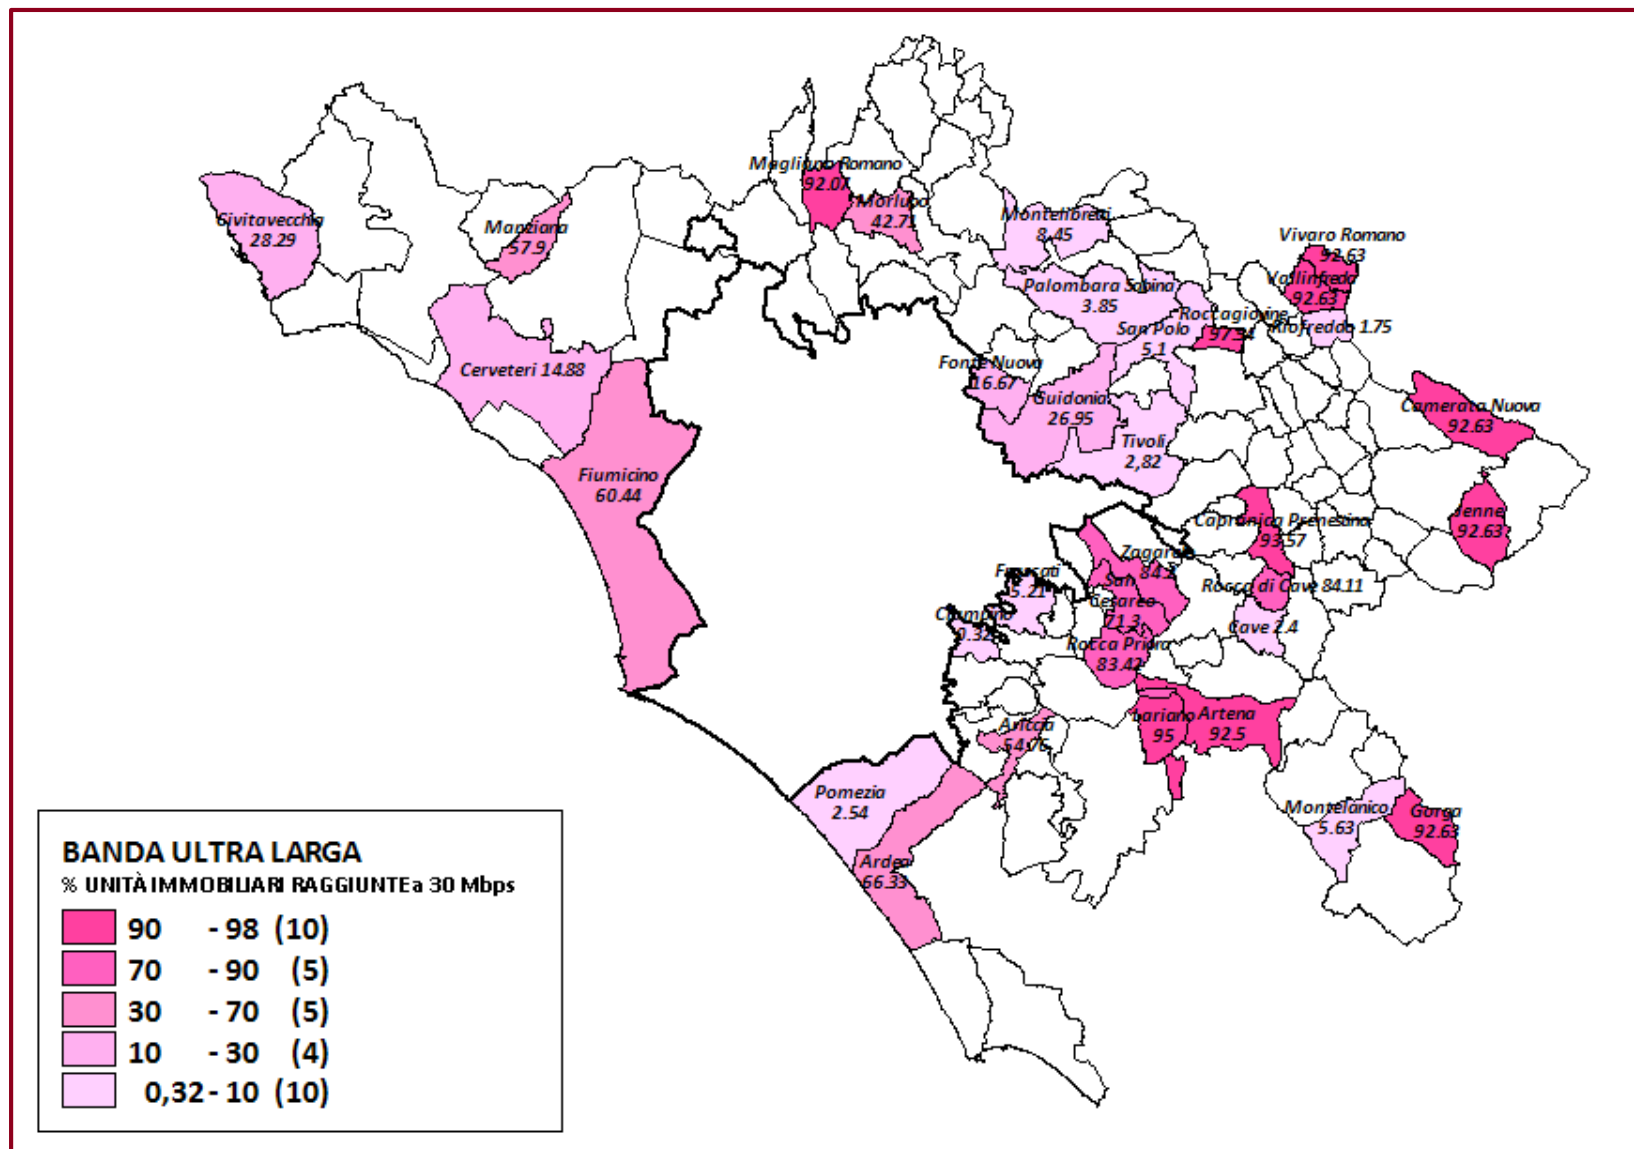 Magliano Romano
92.07
Morlupo
42.71
Civitavecchia
28.29
Manziana
57.9
Montelibretti
8.45
Vivaro Romano
92.63
Vallinfreda
92.63
Palombara Sabina
3.85
Roccagiovine
97.34
Riofreddo 1.75
San Polo
5.1
Fonte Nuova
16.67
Cerveteri 14.88
Guidonia
26.95
Camerata Nuova
92.63
Tivoli
2,82
Fiumicino
60.44
Jenne
92.63
Capranica Prenestina
93.57
Zagarolo
84.2
Frascati
5.21
San
Cesareo
71.3
Rocca di Cave 84.11
Ciampino
0.32
Cave 2.4
Rocca Priora
83.42
Lariano
95
Artena
92.5
Ariccia
54.76
Pomezia
2.54
Montelanico
5.63
Gorga
92.63
Ardea
66.33
BANDA ULTRA LARGA
% UNITÀ IMMOBILIARI RAGGIUNTE a 30 Mbps
90 - 98 (10)
70 - 90 (5)
30 - 70 (5)
10 - 30 (4)
0,32 - 10 (10)